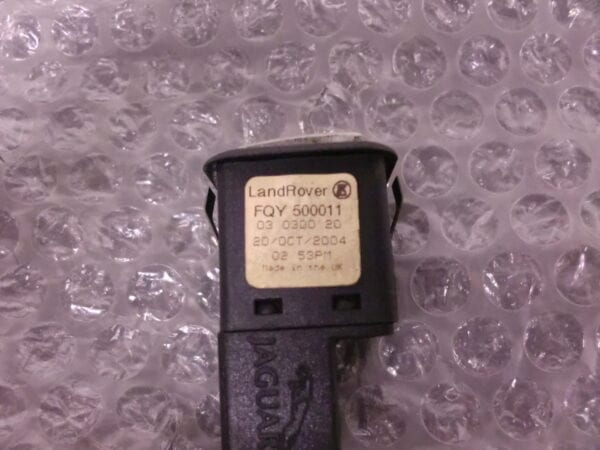 LandRover
FQY 500011
03 0300 20
20/OCT/2004
02 53PM
Made in the UK
JAGUAR